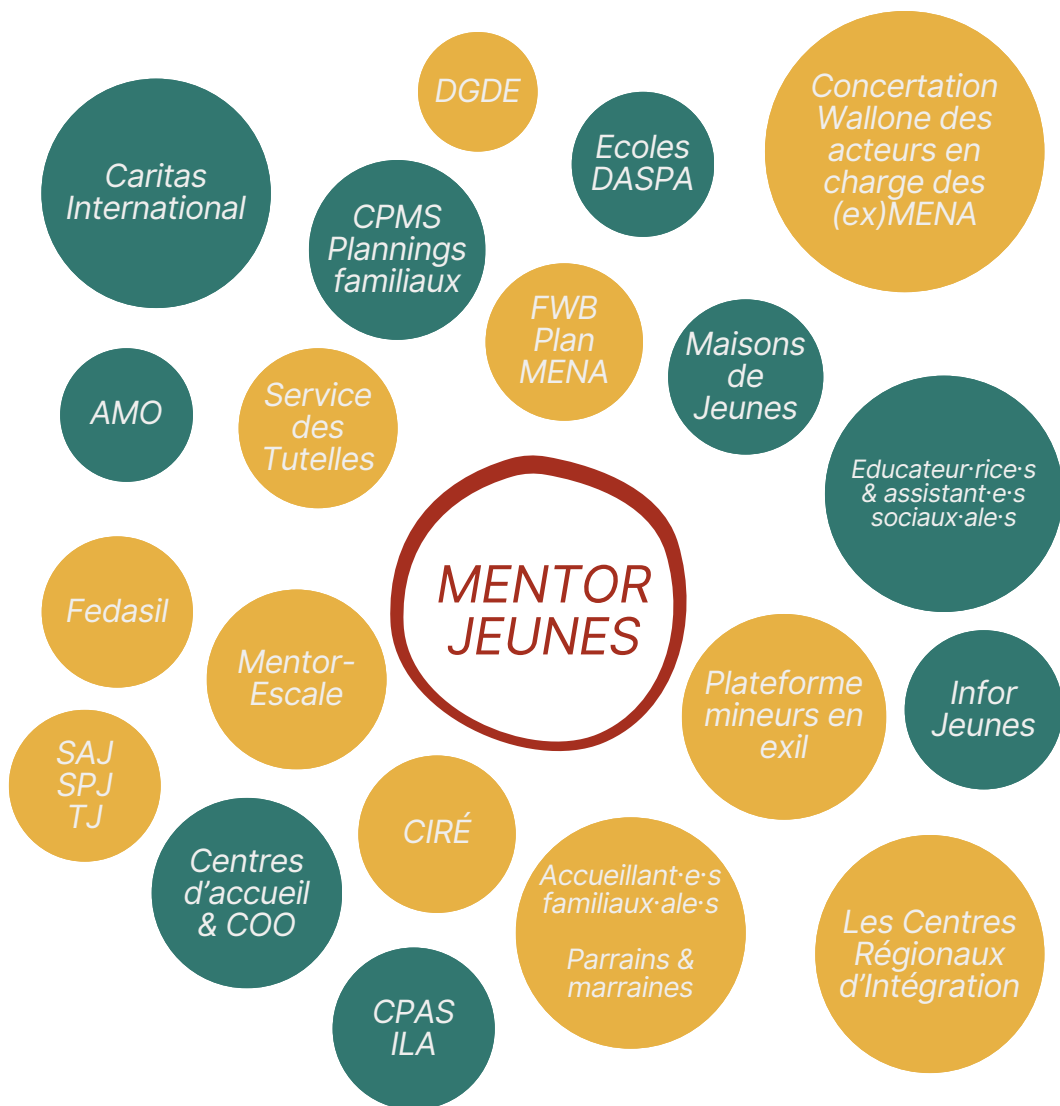 DGDE
Concertation
Wallone des
acteurs en
charge des
(ex)MENA
Ecoles
DASPA
Caritas
International
CPMS
Plannings
familiaux
FWB
Plan
MENA
Maisons
de
Jeunes
AMO
Service
des
Tutelles
Educateur·rice·s
& assistant·e·s
sociaux·ale·s
MENTOR
JEUNES
Fedasil
Mentor-
Escale
Plateforme
mineurs en
exil
Infor
Jeunes
SAJ
SPJ
TJ
CIRÉ
Centres
d'accueil
& COO
Accueillant·e·s
familiaux·ale·s
Parrains &
marraines
Les Centres
Régionaux
d'Intégration
CPAS
ILA